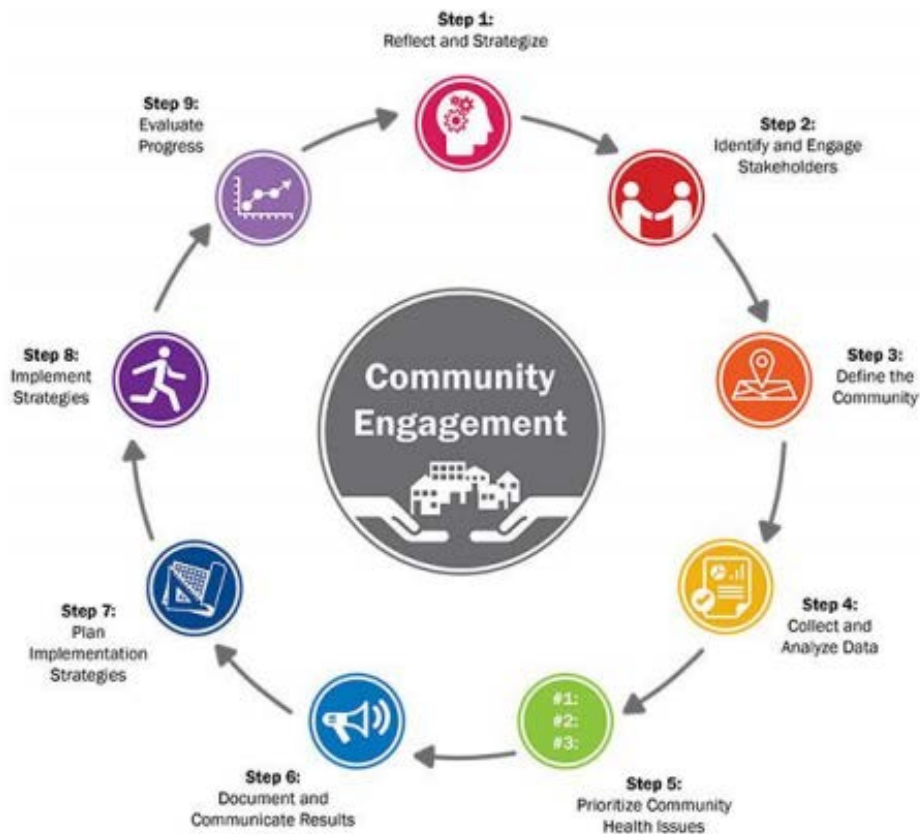 Step 1:
Reflect and Strategize
Step 2:
Identify and Engage
Stakeholders
Step 3:
Define the
Community
Step 4:
Collect and
Analyze Data
#1:
#2:
#3:
Step 5:
Prioritize Community
Health Issues
Step 6:
Document and
Communicate Results
Step 7:
Plan
Implementation
Strategies
Step 8:
Implement
Strategies
Step 9:
Evaluate
Progress
Community
Engagement